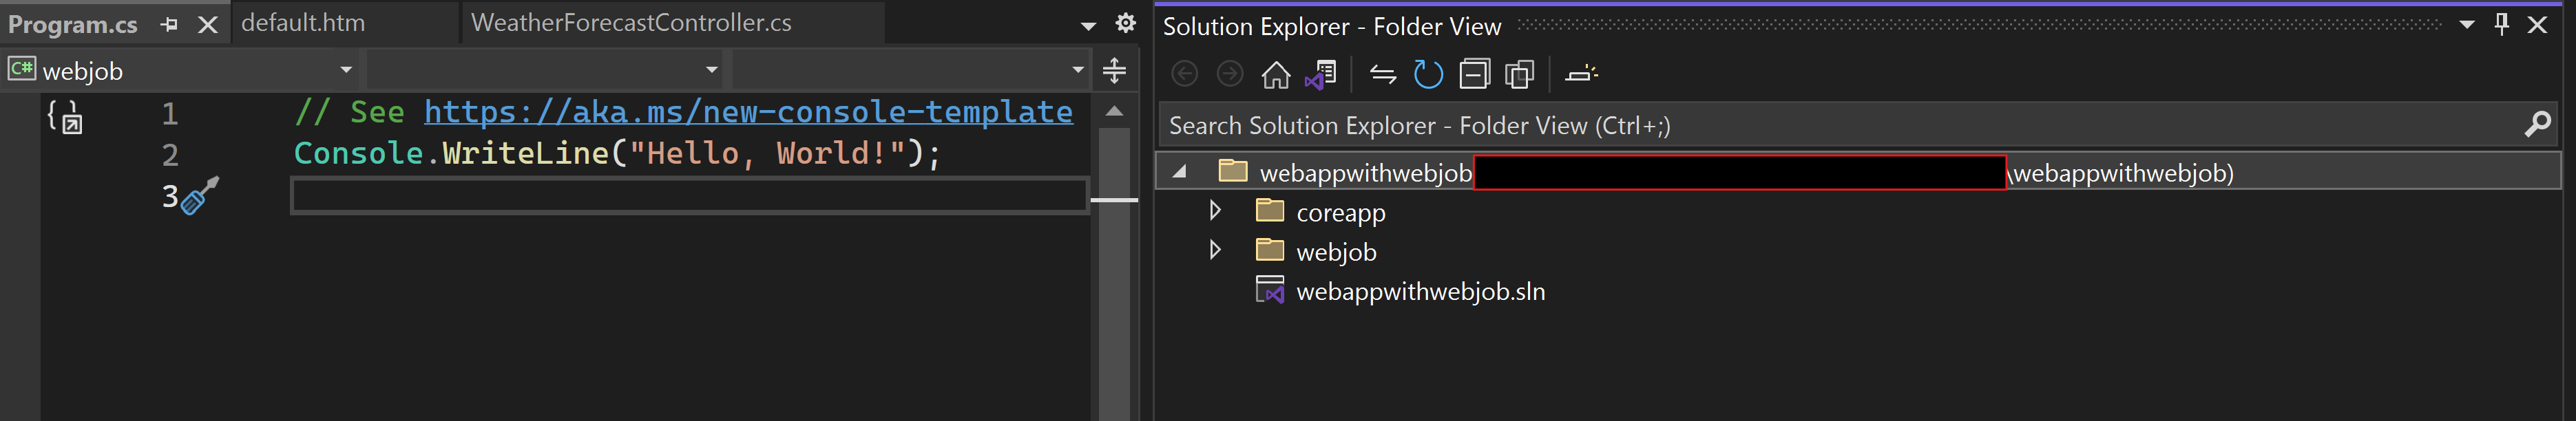 Program.cs default.htm WeatherForecastController.cs
C# webjob
1 // See https://aka.ms/new-console-template
2 Console.WriteLine("Hello, World!");
3
Solution Explorer - Folder View
Search Solution Explorer - Folder View (Ctrl+;)
webappwithwebjob \webappwithwebjob)
coreapp
webjob
webappwithwebjob.sln